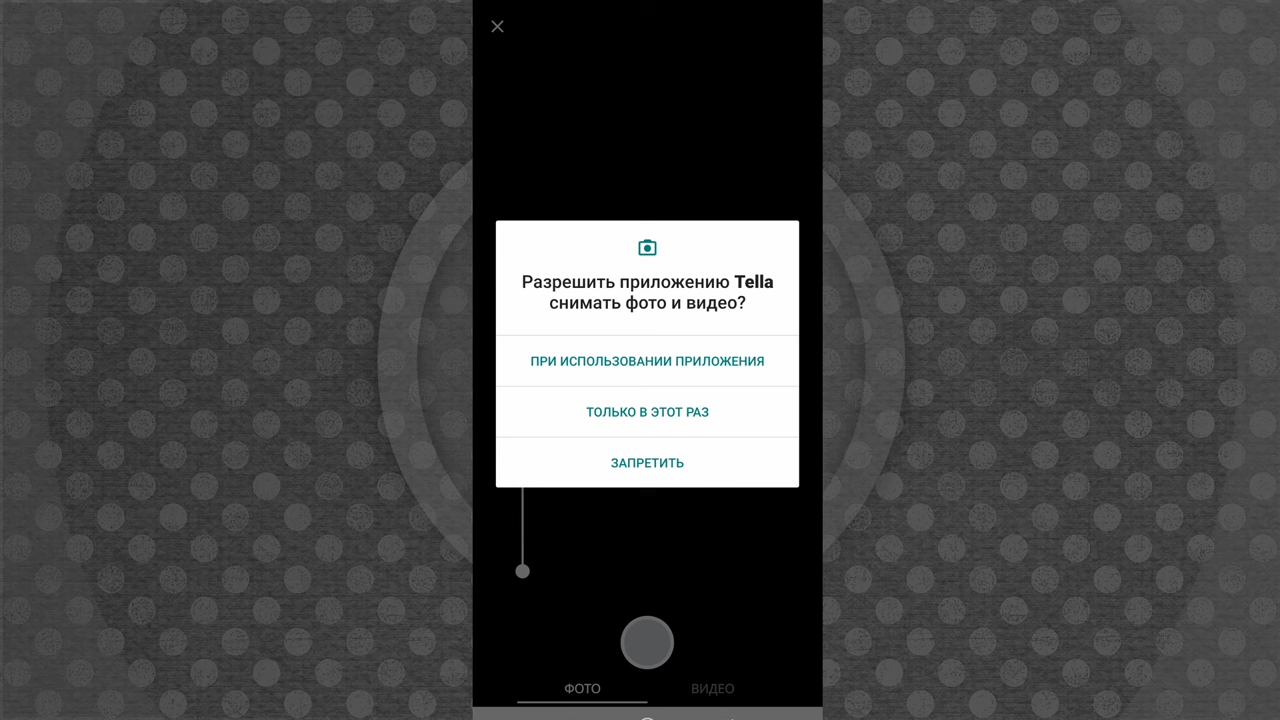 Разрешить приложению Tella
снимать фото и видео?
ПРИ ИСПОЛЬЗОВАНИИ ПРИЛОЖЕНИЯ
ТОЛЬКО В ЭТОТ РАЗ
ЗАПРЕТИТЬ
ФОТО ВИДЕО